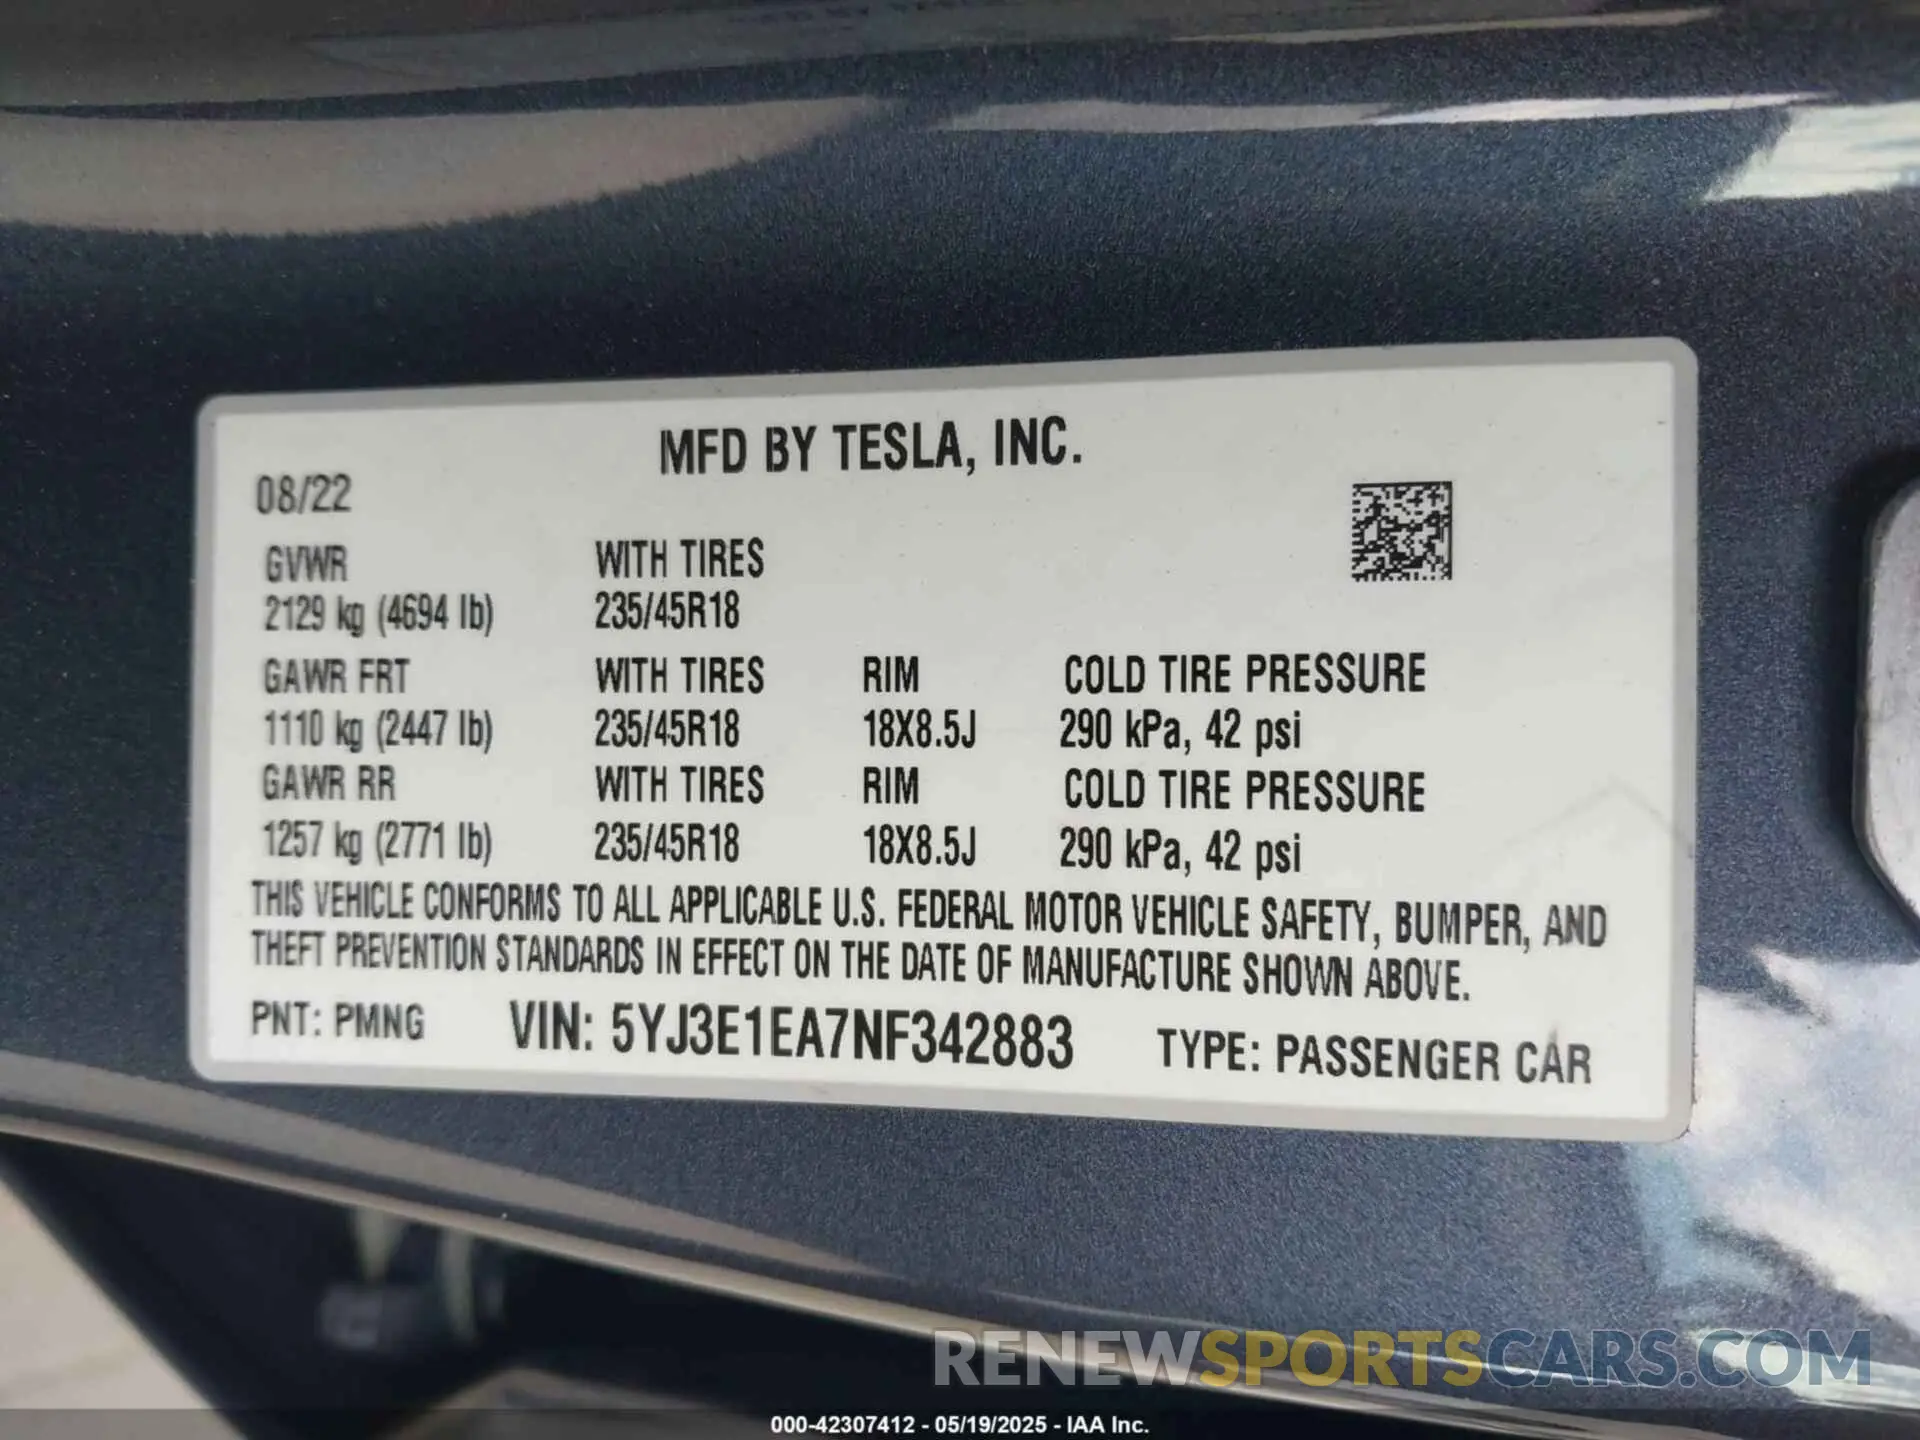 MFD BY TESLA, INC.
08/22
GVWR WITH TIRES
2129 kg (4694 lb) 235/45R18
GAWR FRT WITH TIRES RIM COLD TIRE PRESSURE
1110 kg (2447 lb) 235/45R18 18X8.5J 290 kPa, 42 psi
GAWR RR WITH TIRES RIM COLD TIRE PRESSURE
1257 kg (2771 lb) 235/45R18 18X8.5J 290 kPa, 42 psi
THIS VEHICLE CONFORMS TO ALL APPLICABLE U.S. FEDERAL MOTOR VEHICLE SAFETY, BUMPER, AND
THEFT PREVENTION STANDARDS IN EFFECT ON THE DATE OF MANUFACTURE SHOWN ABOVE.
PNT: PMNG VIN: 5YJ3E1EA7NF342883 TYPE: PASSENGER CAR
RENEWSPORTSCARS.COM
000-42307412 - 05/19/2025 - IAA Inc.